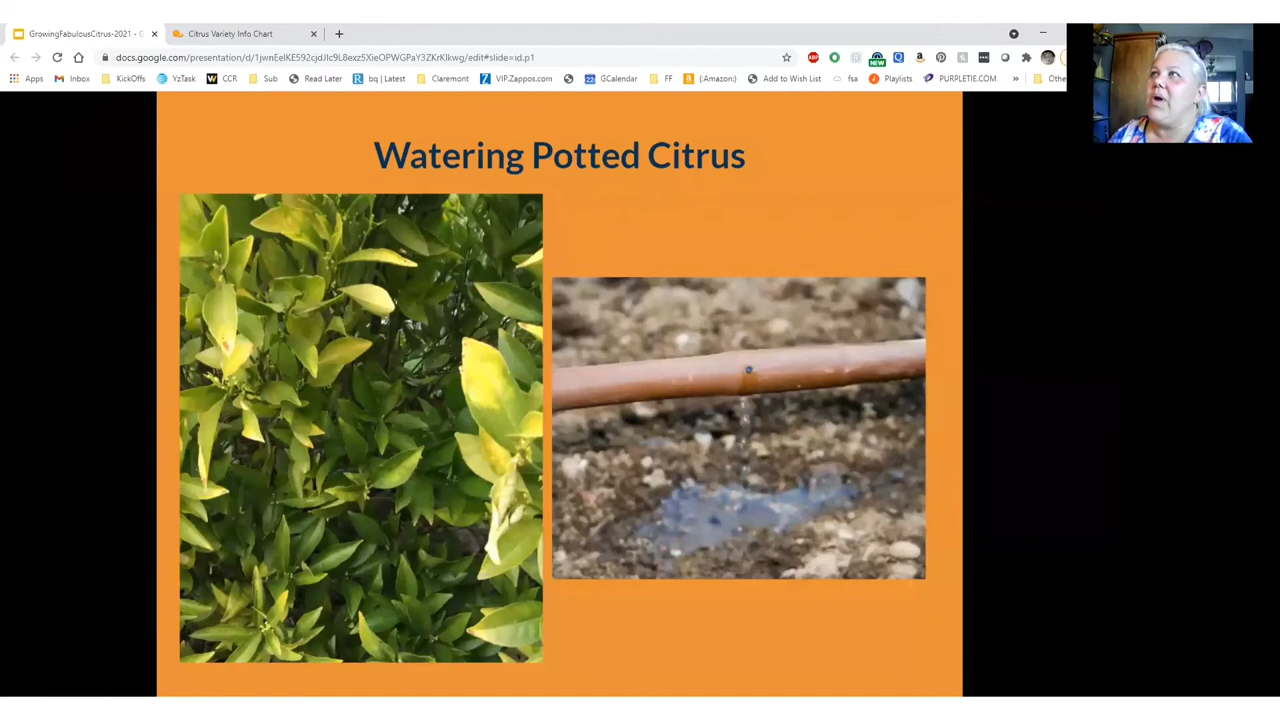 GrowingFabulousCitrus-2021 - G
Citrus Variety Info Chart
docs.google.com/presentation/d/1jwnEelKE592cjdJIc9L8exz5XieOPWGPaY3ZKrKlkwg/edit#slide=id.p1
Apps Inbox KickOffs YzTask CCR Sub Read Later bq | Latest Claremont VIP.Zappos.com GCalendar FF {:Amazon:} Add to Wish List fsa Playlists PURPLETIE.COM » Othe
Watering Potted Citrus